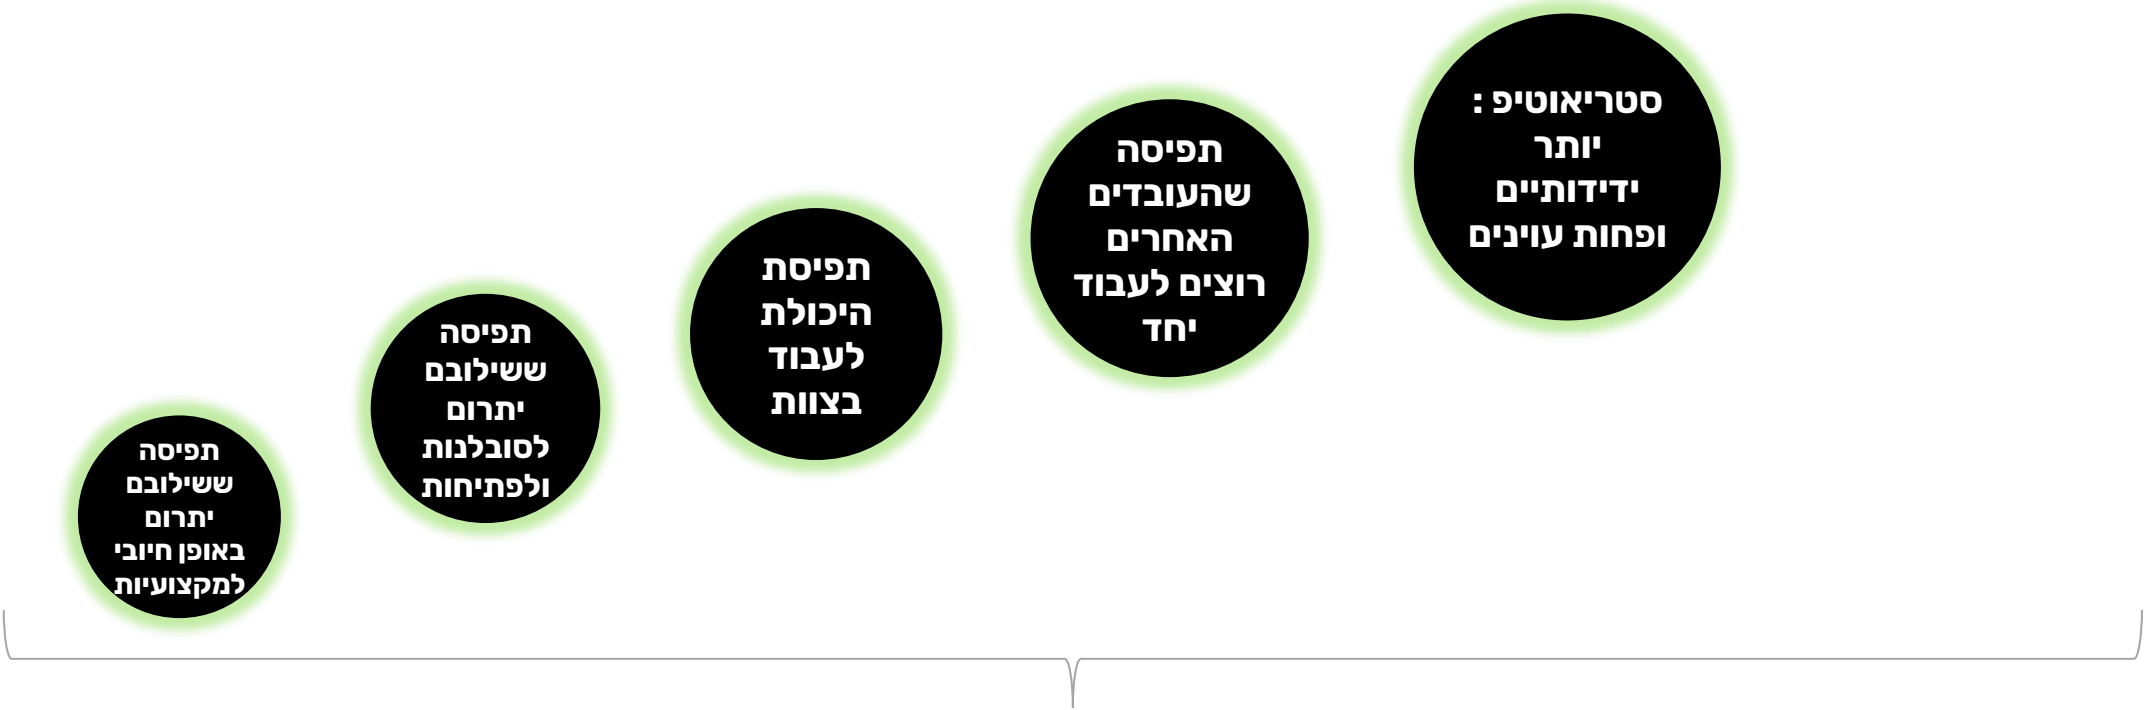 סטריאוטיפ :
יותר
ידידותיים
ופחות עוינים
תפיסה
שהעובדים
האחרים
רוצים לעבוד
יחד
תפיסת
היכולת
לעבוד
בצוות
תפיסה
ששילובם
יתרום
לסובלנות
ולפתיחות
תפיסה
ששילובם
יתרום
באופן חיובי
למקצועיות